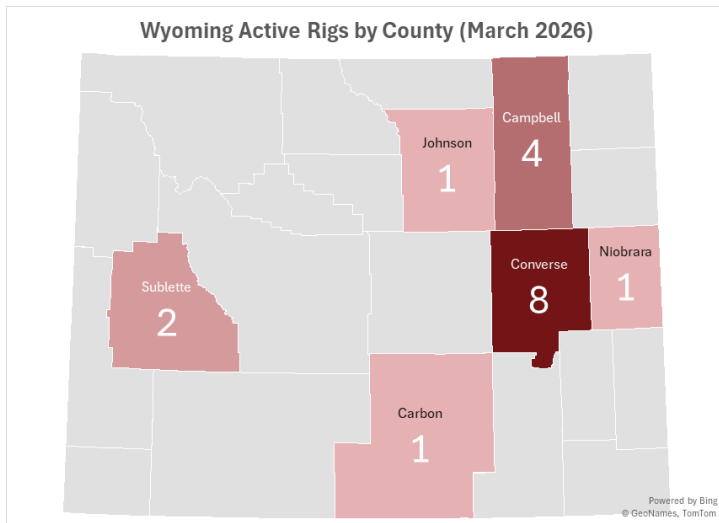 Wyoming Active Rigs by County (March 2026)
Campbell
4
Johnson
1
Niobrara
1
Converse
8
Sublette
2
Carbon
1
Powered by Bing
© GeoNames, TomTom